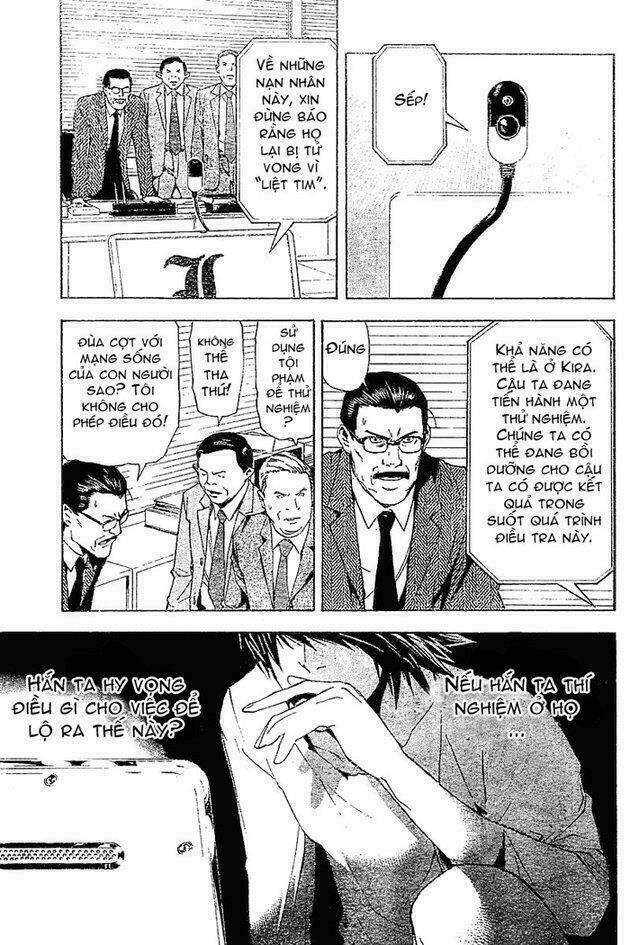 SẾP!
VỀ NHỮNG
NẠN NHÂN
NÀY, XIN
ĐỪNG BÁO
RẰNG HỌ
LẠI BỊ TỬ
VONG VÌ
"LIỆT TIM".
L
KHẢ NĂNG CÓ
THỂ LÀ Ở KIRA.
CẬU TA ĐANG
TIẾN HÀNH MỘT
THỬ NGHIỆM.
CHÚNG TA CÓ
THỂ ĐANG BỒI
DƯỠNG CHO CẬU
TA CÓ ĐƯỢC KẾT
QUẢ TRONG
SUỐT QUÁ TRÌNH
ĐIỀU TRA NÀY.
ĐÚNG
SỬ
DỤNG TỘI
PHẠM
ĐỂ THỬ
NGHIỆM
?
KHÔNG
THỂ
THA
THỨ!
ĐÙA CỢT VỚI
MẠNG SỐNG
CỦA CON NGƯỜI
SAO? TÔI
KHÔNG CHO
PHÉP ĐIỀU ĐÓ!
NẾU HẮN TA THÍ
NGHIỆM Ở HỌ
...
HẮN TA HY VỌNG
ĐIỀU GÌ CHO VIỆC ĐỂ
LỘ RA THẾ NÀY?